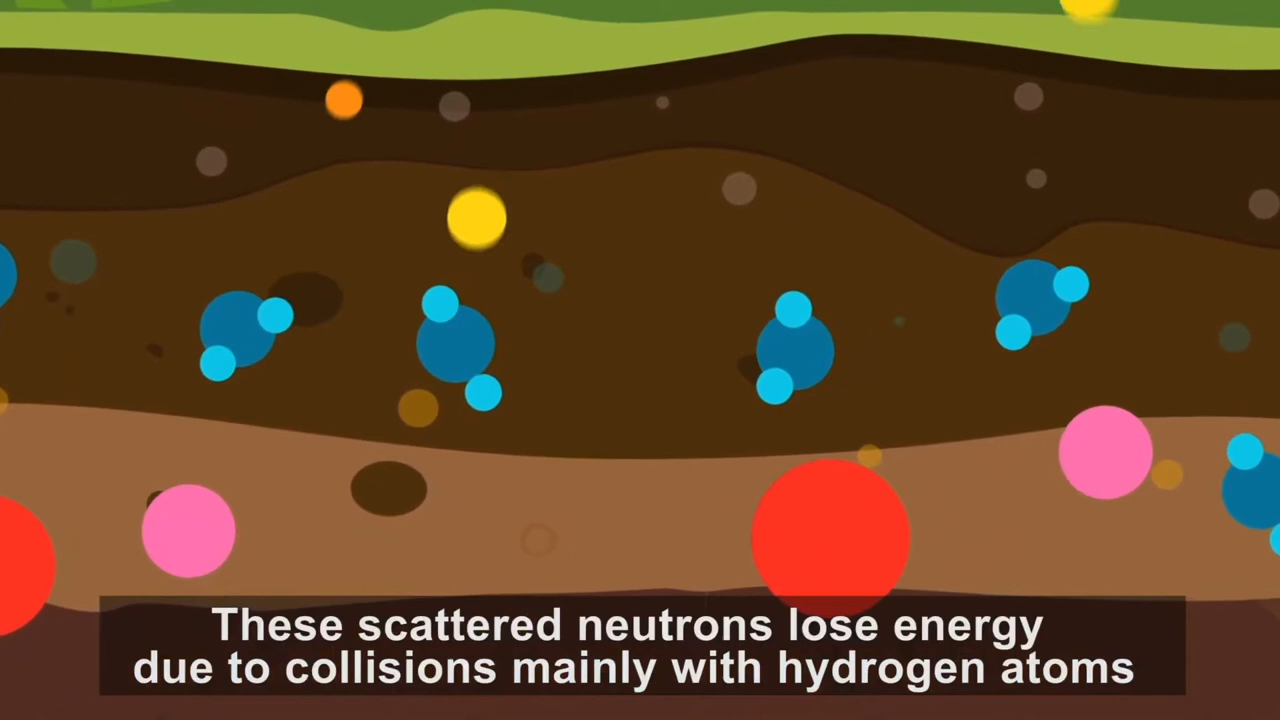 These scattered neutrons lose energy
due to collisions mainly with hydrogen atoms